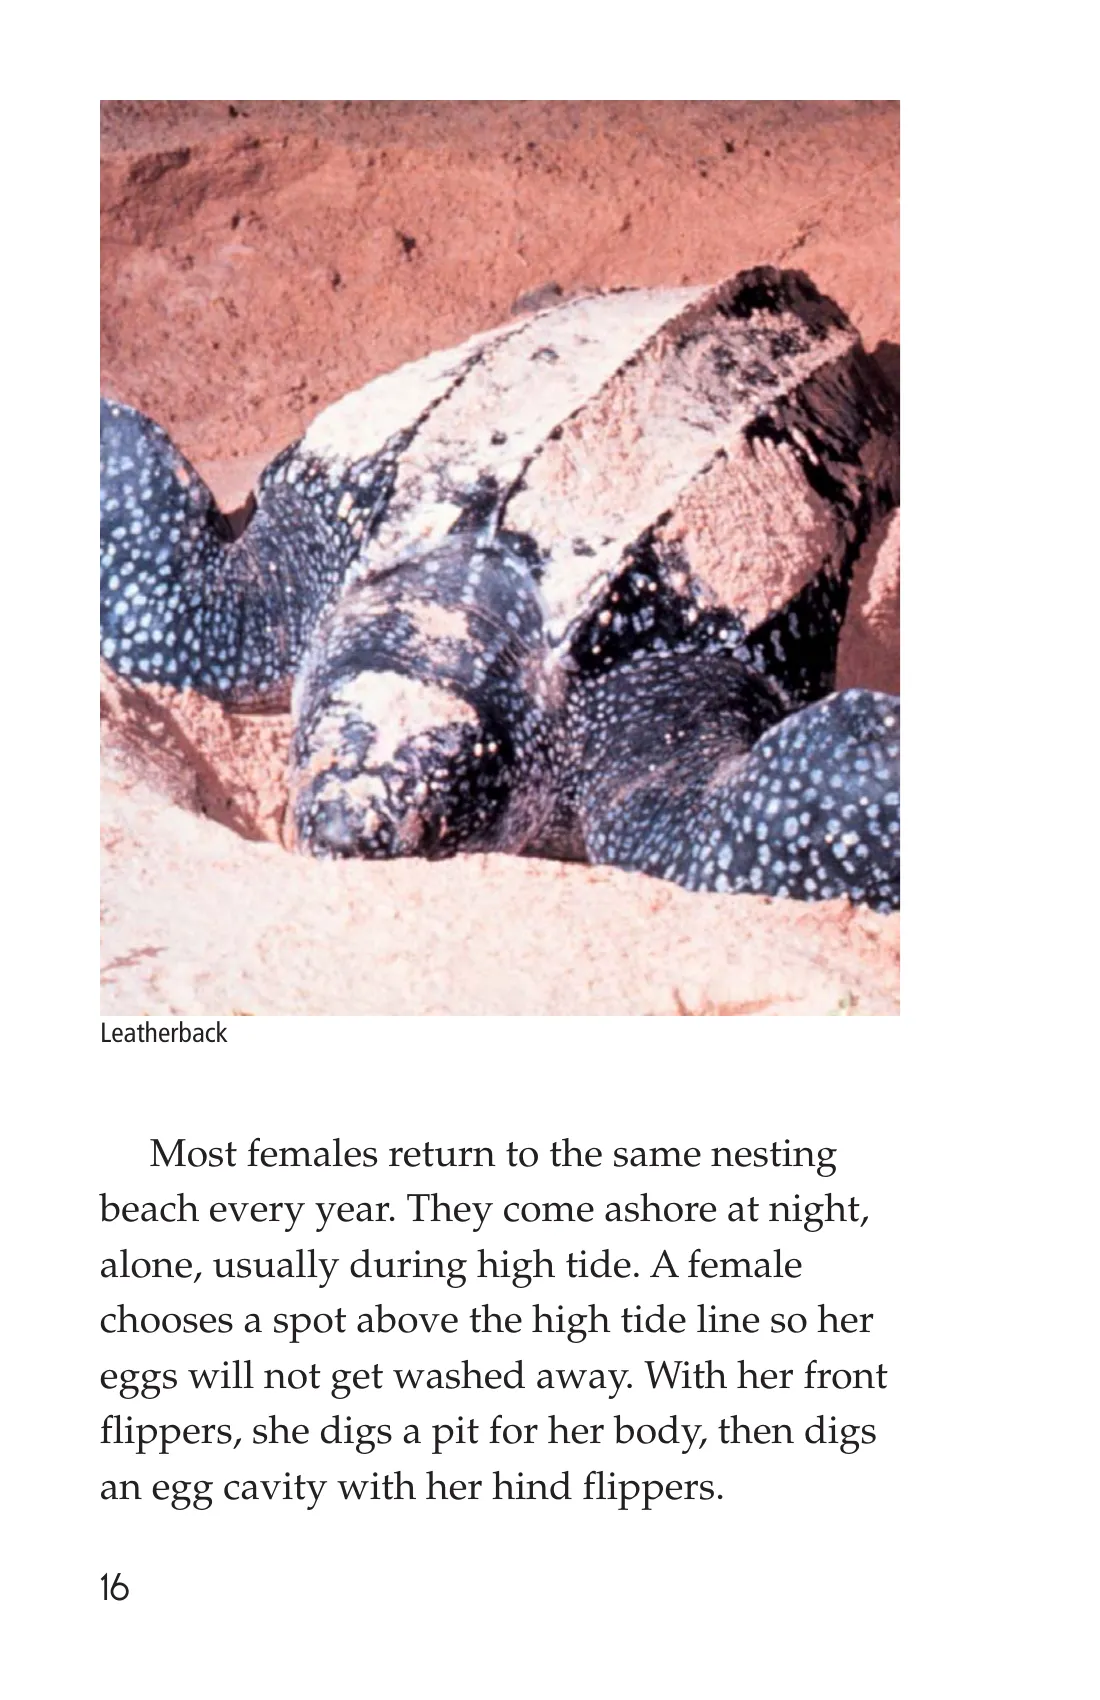 Leatherback
Most females return to the same nesting
beach every year. They come ashore at night,
alone, usually during high tide. A female
chooses a spot above the high tide line so her
eggs will not get washed away. With her front
flippers, she digs a pit for her body, then digs
an egg cavity with her hind flippers.
16